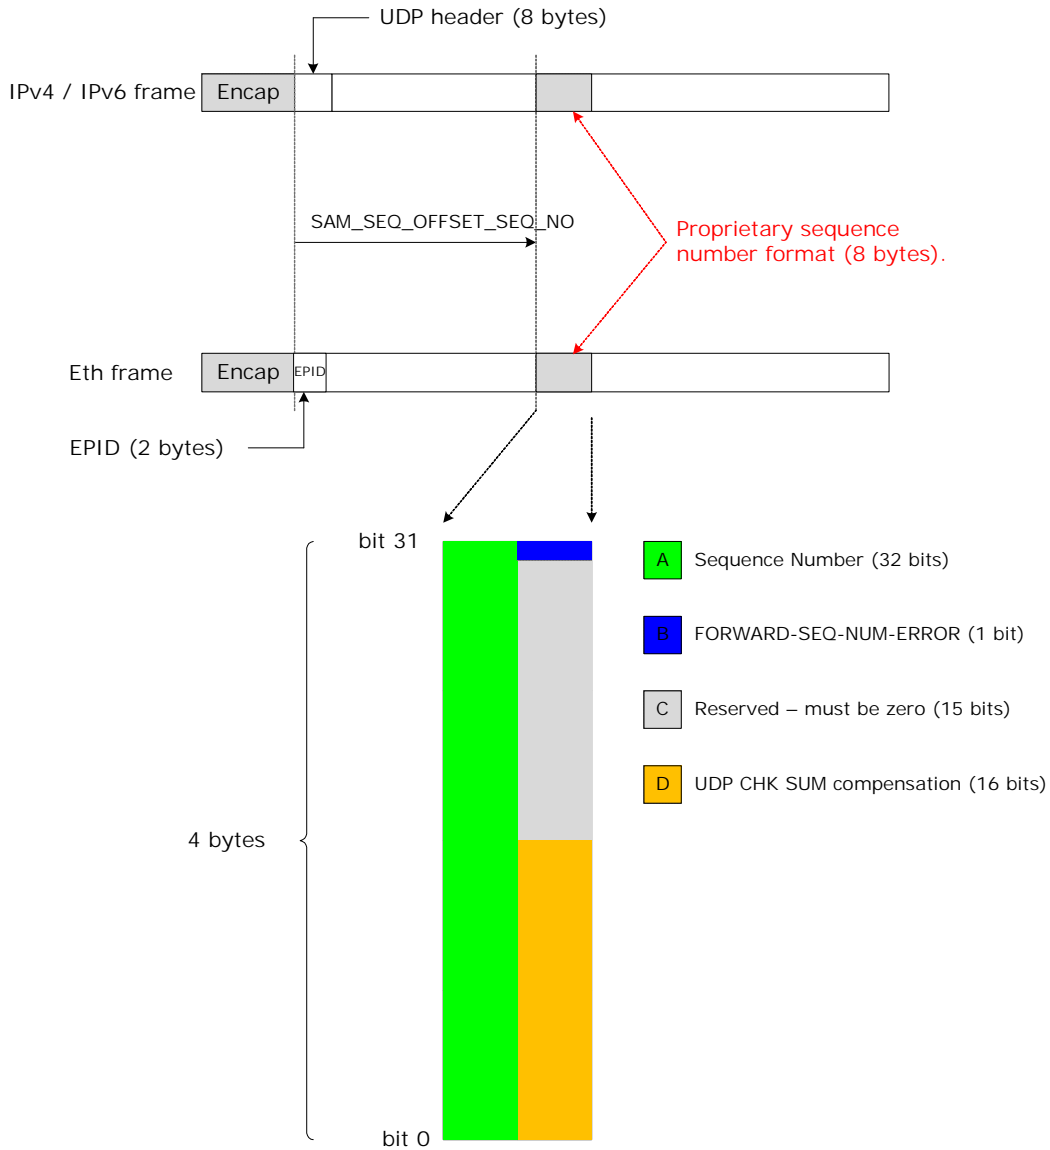 UDP header (8 bytes)
IPv4 / IPv6 frame
Encap
SAM_SEQ_OFFSET_SEQ_NO
Proprietary sequence
number format (8 bytes).
Eth frame
Encap
EPID
EPID (2 bytes)
bit 31
A
Sequence Number (32 bits)
B
FORWARD-SEQ-NUM-ERROR (1 bit)
C
Reserved – must be zero (15 bits)
D
UDP CHK SUM compensation (16 bits)
4 bytes
bit 0